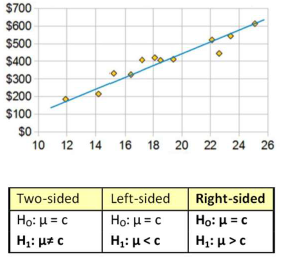 $700
$600
$500
$400
$300
$200
$100
$0
10 12 14 16 18 20 22 24 26
Two-sided Left-sided Right-sided
H₀: μ = c H₀: μ = c H₀: μ = c
H₁: μ≠ c H₁: μ < c H₁: μ > c